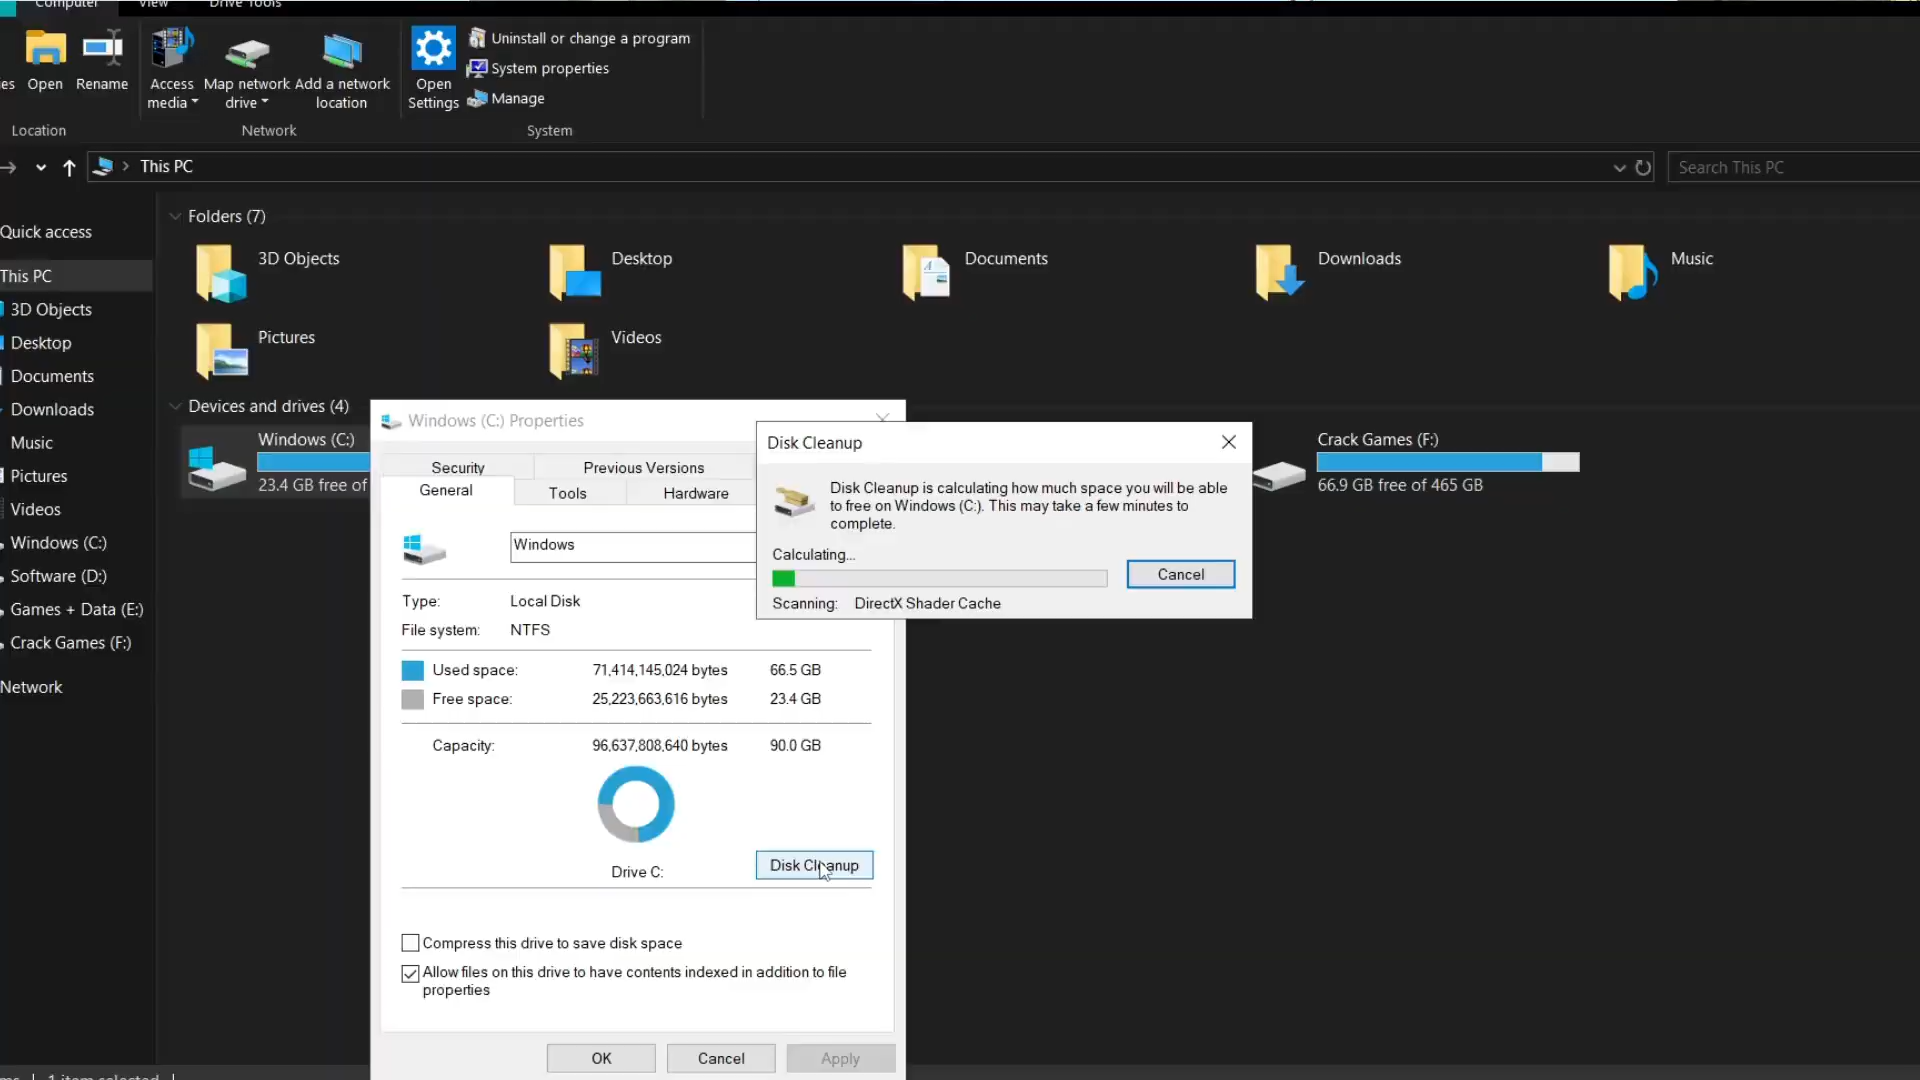 Computer
View
Drive Tools
es
Open
Rename
Access media
Map network drive
Add a network location
Open Settings
Uninstall or change a program
System properties
Manage
Location
Network
System
This PC
Search This PC
Quick access
This PC
3D Objects
Desktop
Documents
Downloads
Music
Pictures
Videos
Windows (C:)
Software (D:)
Games + Data (E:)
Crack Games (F:)
Network
Folders (7)
3D Objects
Desktop
Documents
Downloads
Music
Pictures
Videos
Devices and drives (4)
Windows (C:)
23.4 GB free of
Crack Games (F:)
66.9 GB free of 465 GB
Windows (C:) Properties
Security
Previous Versions
General
Tools
Hardware
Windows
Type: Local Disk
File system: NTFS
Used space: 71,414,145,024 bytes 66.5 GB
Free space: 25,223,663,616 bytes 23.4 GB
Capacity: 96,637,808,640 bytes 90.0 GB
Drive C:
Disk Cleanup
Compress this drive to save disk space
Allow files on this drive to have contents indexed in addition to file
properties
OK
Cancel
Apply
Disk Cleanup
Disk Cleanup is calculating how much space you will be able
to free on Windows (C:). This may take a few minutes to
complete.
Calculating...
Cancel
Scanning: DirectX Shader Cache
1 item selected